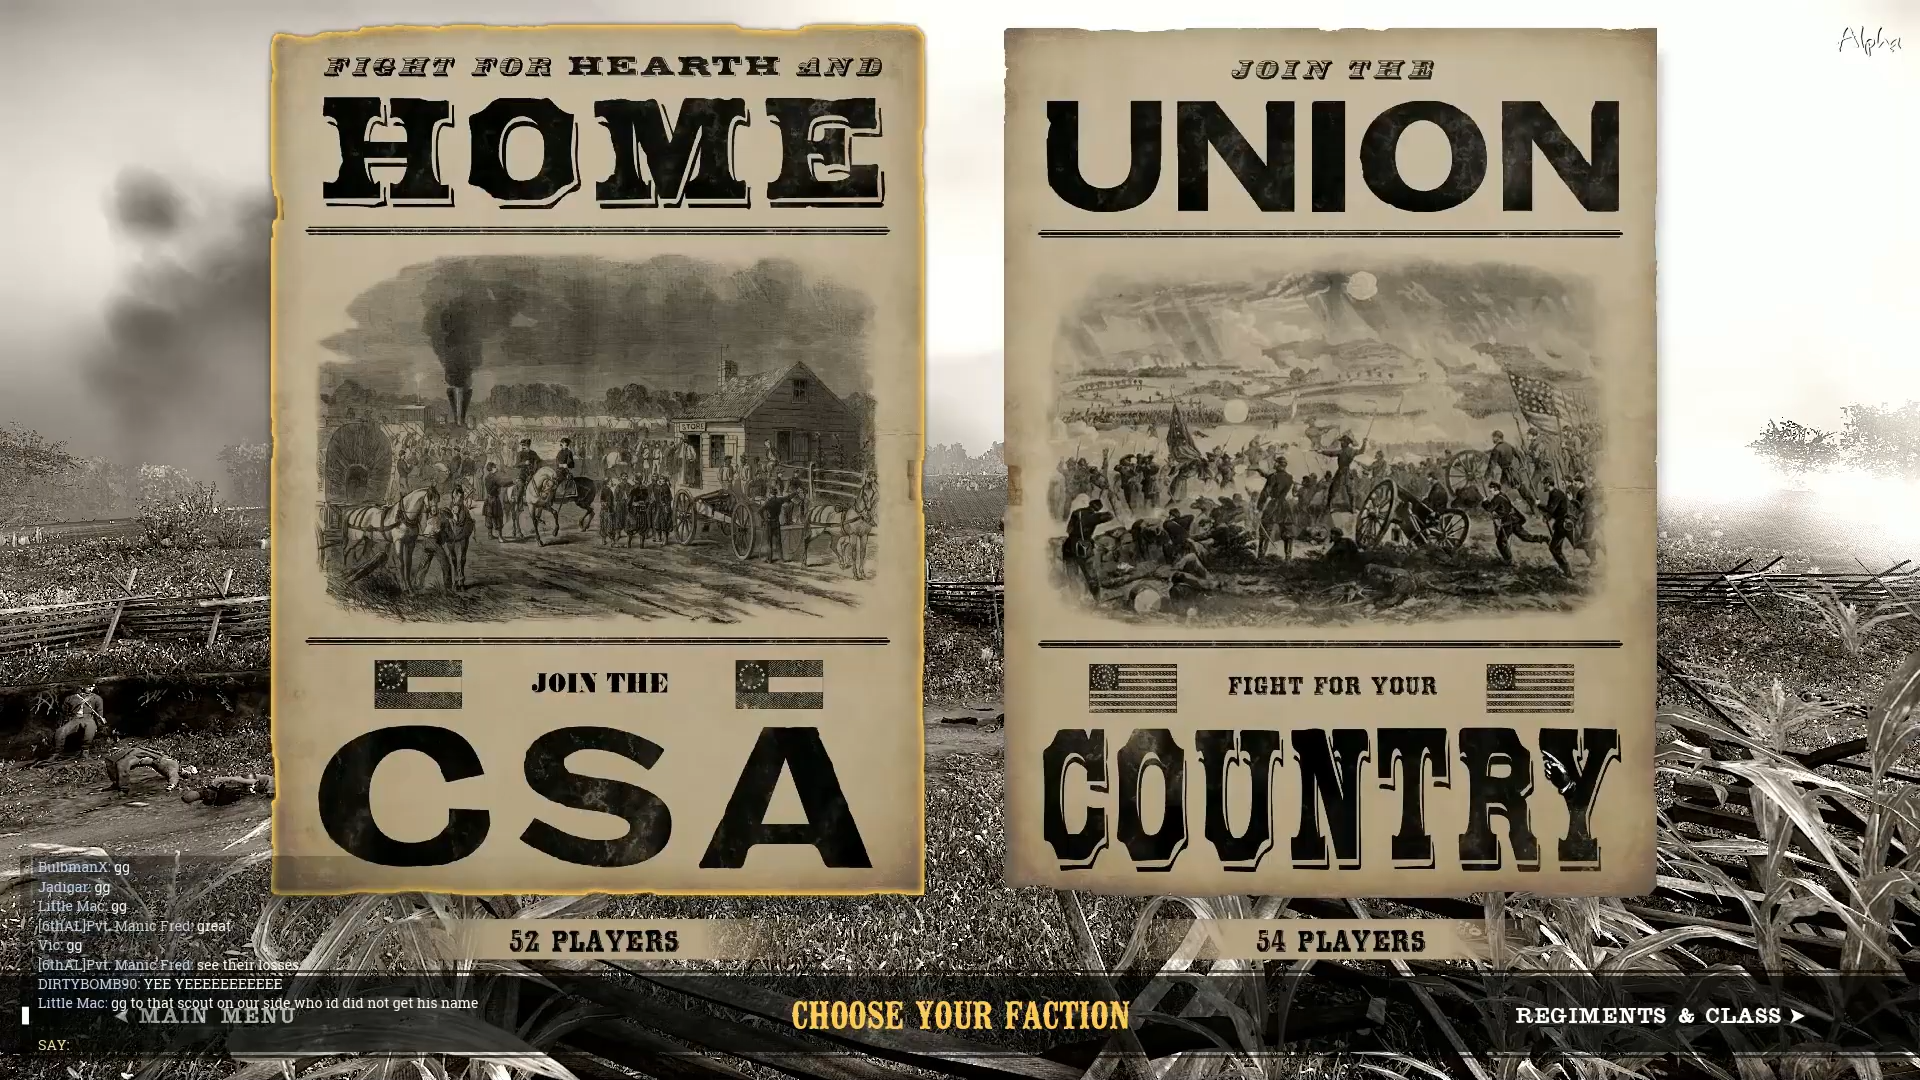 FIGHT FOR HEARTH AND
HOME
STORE
JOIN THE
CSA
52 PLAYERS
JOIN THE
UNION
FIGHT FOR YOUR
COUNTRY
54 PLAYERS
Alpha
BulbmanX: gg
Jadigar: gg
Little Mac: gg
[6thAL]Pvt. Manic Fred: great
Vic: gg
[6thAL]Pvt. Manic Fred: see their losses
DIRTYBOMB90: YEE YEEEEEEEEEEE
Little Mac: gg to that scout on our side who id did not get his name
MAIN MENU
SAY:
CHOOSE YOUR FACTION
REGIMENTS & CLASS